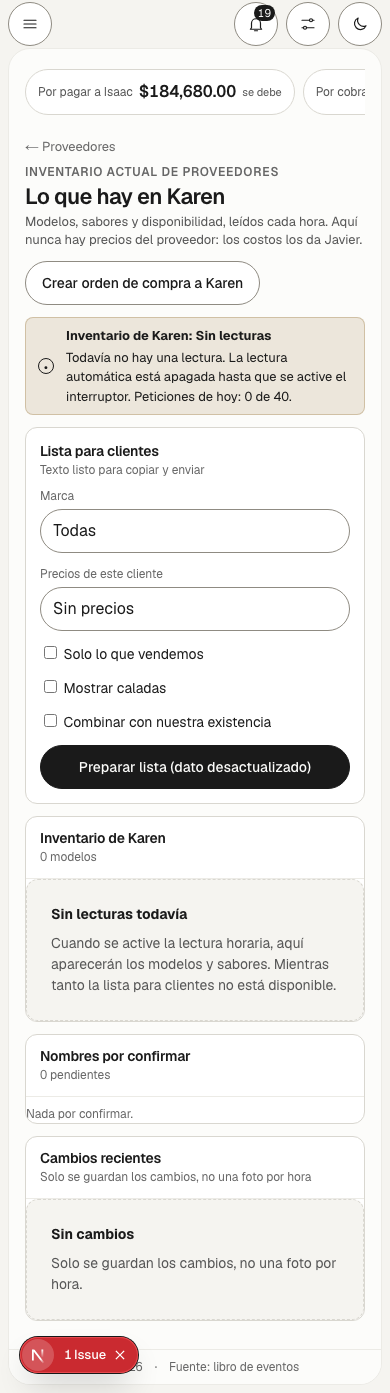 19
Por pagar a Isaac $184,680.00 se debe
Por cobra
← Proveedores
INVENTARIO ACTUAL DE PROVEEDORES
Lo que hay en Karen
Modelos, sabores y disponibilidad, leídos cada hora. Aquí
nunca hay precios del proveedor: los costos los da Javier.
Crear orden de compra a Karen
Inventario de Karen: Sin lecturas
Todavía no hay una lectura. La lectura
automática está apagada hasta que se active el
interruptor. Peticiones de hoy: 0 de 40.
Lista para clientes
Texto listo para copiar y enviar
Marca
Todas
Precios de este cliente
Sin precios
Solo lo que vendemos
Mostrar caladas
Combinar con nuestra existencia
Preparar lista (dato desactualizado)
Inventario de Karen
0 modelos
Sin lecturas todavía
Cuando se active la lectura horaria, aquí
aparecerán los modelos y sabores. Mientras
tanto la lista para clientes no está disponible.
Nombres por confirmar
0 pendientes
Nada por confirmar.
Cambios recientes
Solo se guardan los cambios, no una foto por hora
Sin cambios
Solo se guardan los cambios, no una foto por
hora.
N 1 Issue
26 · Fuente: libro de eventos